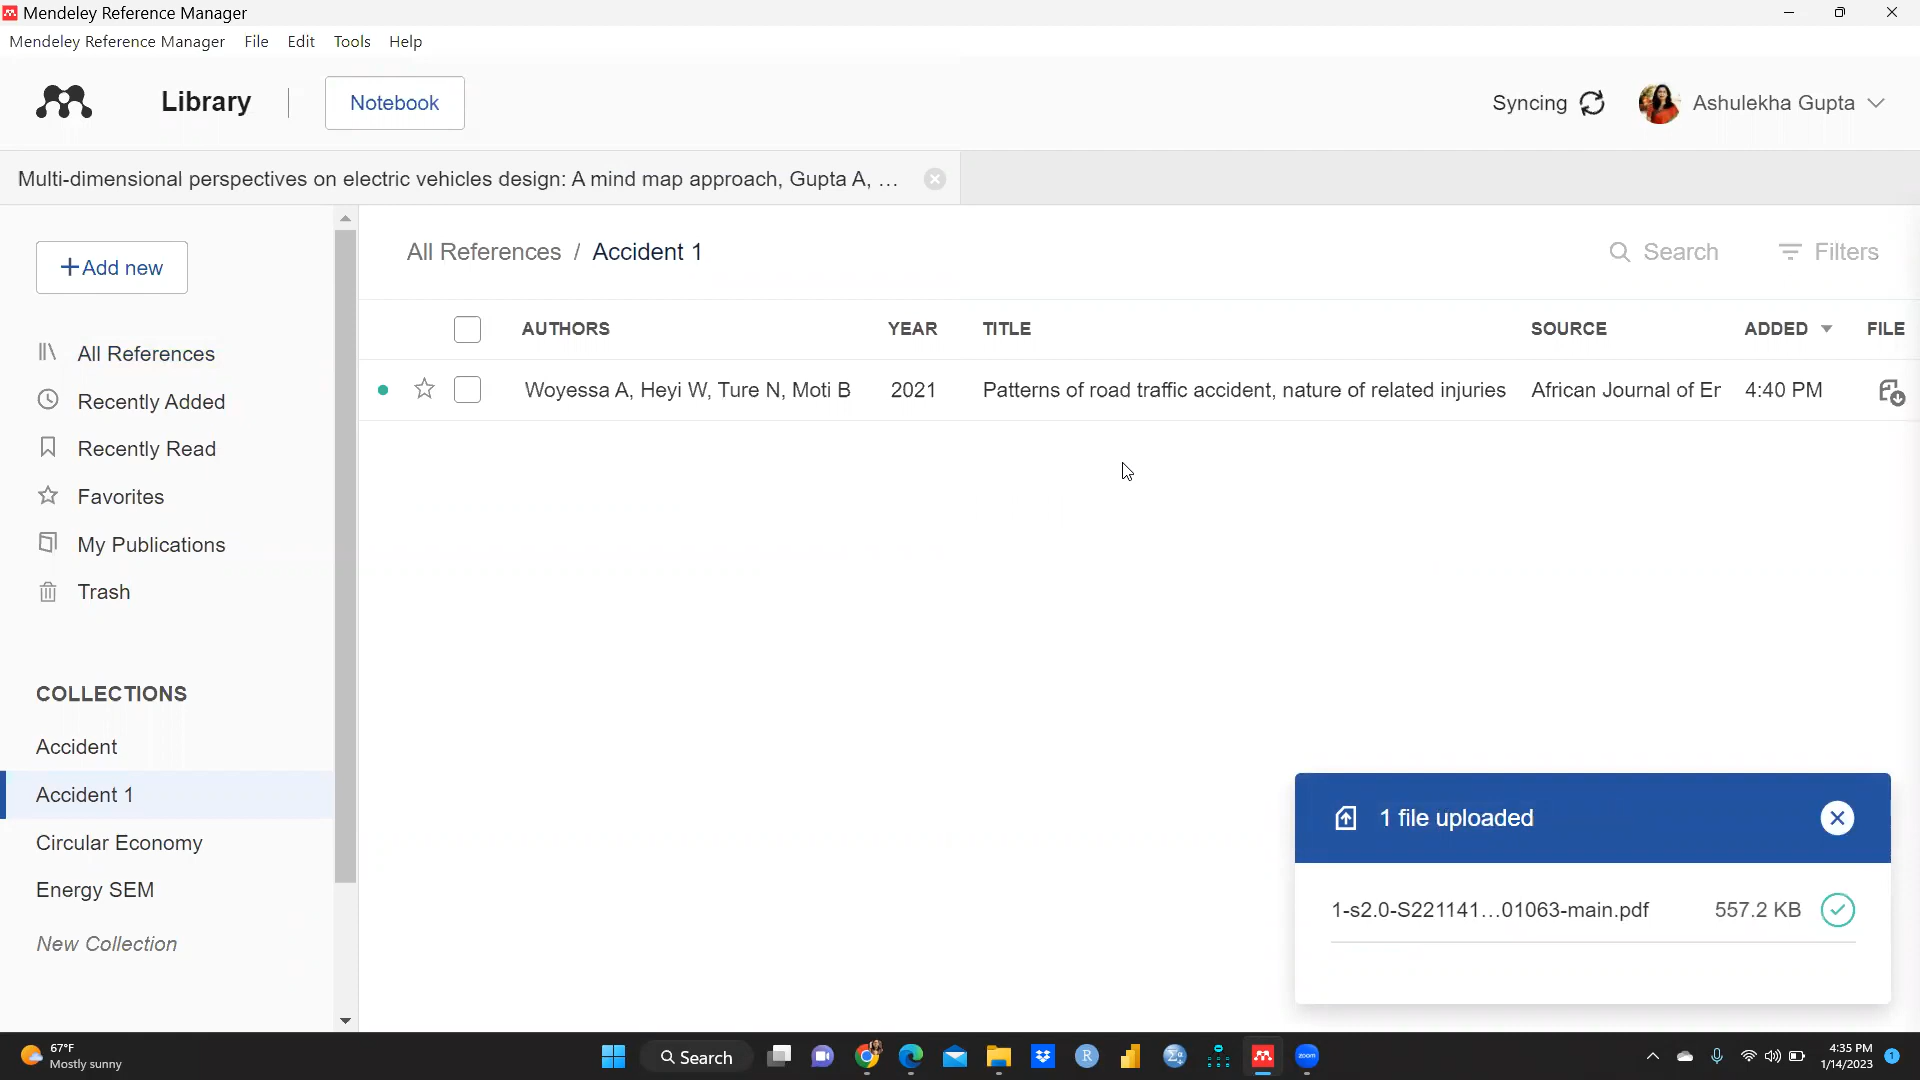 Mendeley Reference Manager
Mendeley Reference Manager File Edit Tools Help
Library Notebook Syncing Ashulekha Gupta
Multi-dimensional perspectives on electric vehicles design: A mind map approach, Gupta A, ...
+Add new
All References / Accident 1 Search Filters
AUTHORS YEAR TITLE SOURCE ADDED FILE
Woyessa A, Heyi W, Ture N, Moti B 2021 Patterns of road traffic accident, nature of related injuries African Journal of Er 4:40 PM
All References
Recently Added
Recently Read
Favorites
My Publications
Trash
COLLECTIONS
Accident
Accident 1
Circular Economy
Energy SEM
New Collection
1 file uploaded
1-s2.0-S221141...01063-main.pdf 557.2 KB
67°F
Mostly sunny
Search
R
zoom
4:35 PM
1/14/2023
1